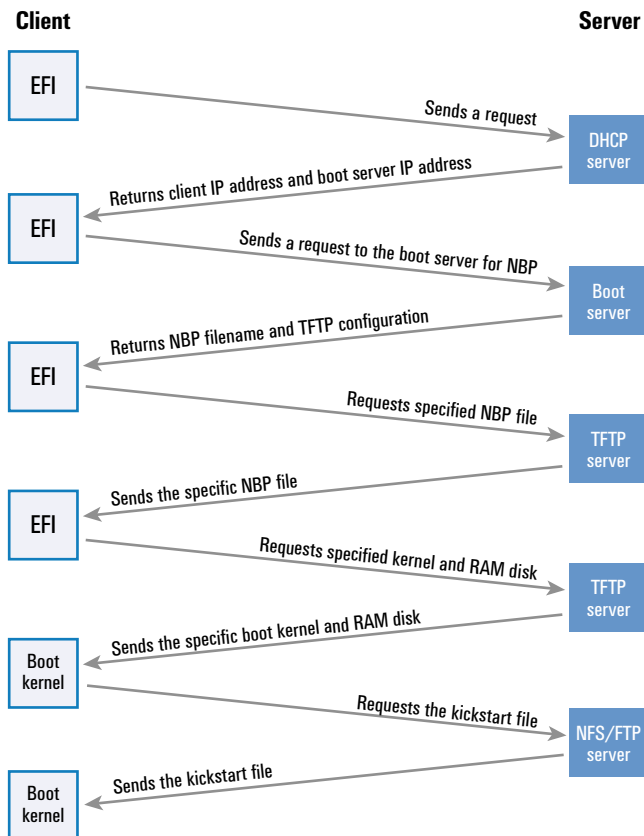 Client
Server
EFI
Sends a request
DHCP
server
Returns client IP address and boot server IP address
EFI
Sends a request to the boot server for NBP
Boot
server
Returns NBP filename and TFTP configuration
EFI
Requests specified NBP file
TFTP
server
Sends the specific NBP file
EFI
Requests specified kernel and RAM disk
TFTP
server
Sends the specific boot kernel and RAM disk
Boot
kernel
Requests the kickstart file
NFS/FTP
server
Sends the kickstart file
Boot
kernel